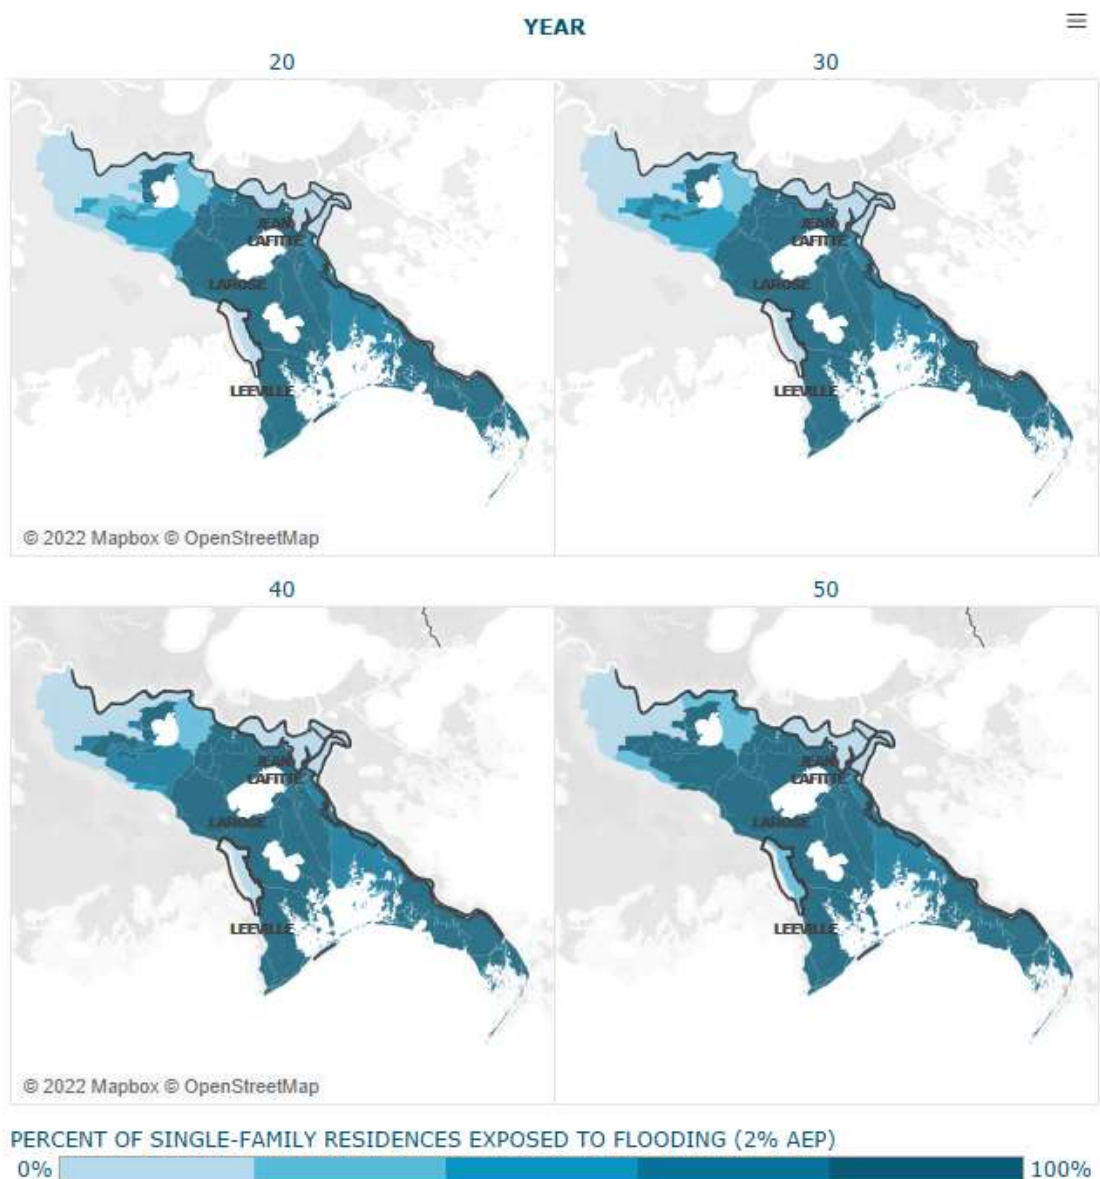 YEAR
20
30
JEAN
LAFITTE
LAROSE
LEEVILLE
JEAN
LAFITTE
LAROSE
LEEVILLE
© 2022 Mapbox © OpenStreetMap
40
50
JEAN
LAFITTE
LAROSE
LEEVILLE
JEAN
LAFITTE
LAROSE
LEEVILLE
© 2022 Mapbox © OpenStreetMap
PERCENT OF SINGLE-FAMILY RESIDENCES EXPOSED TO FLOODING (2% AEP)
0%
100%